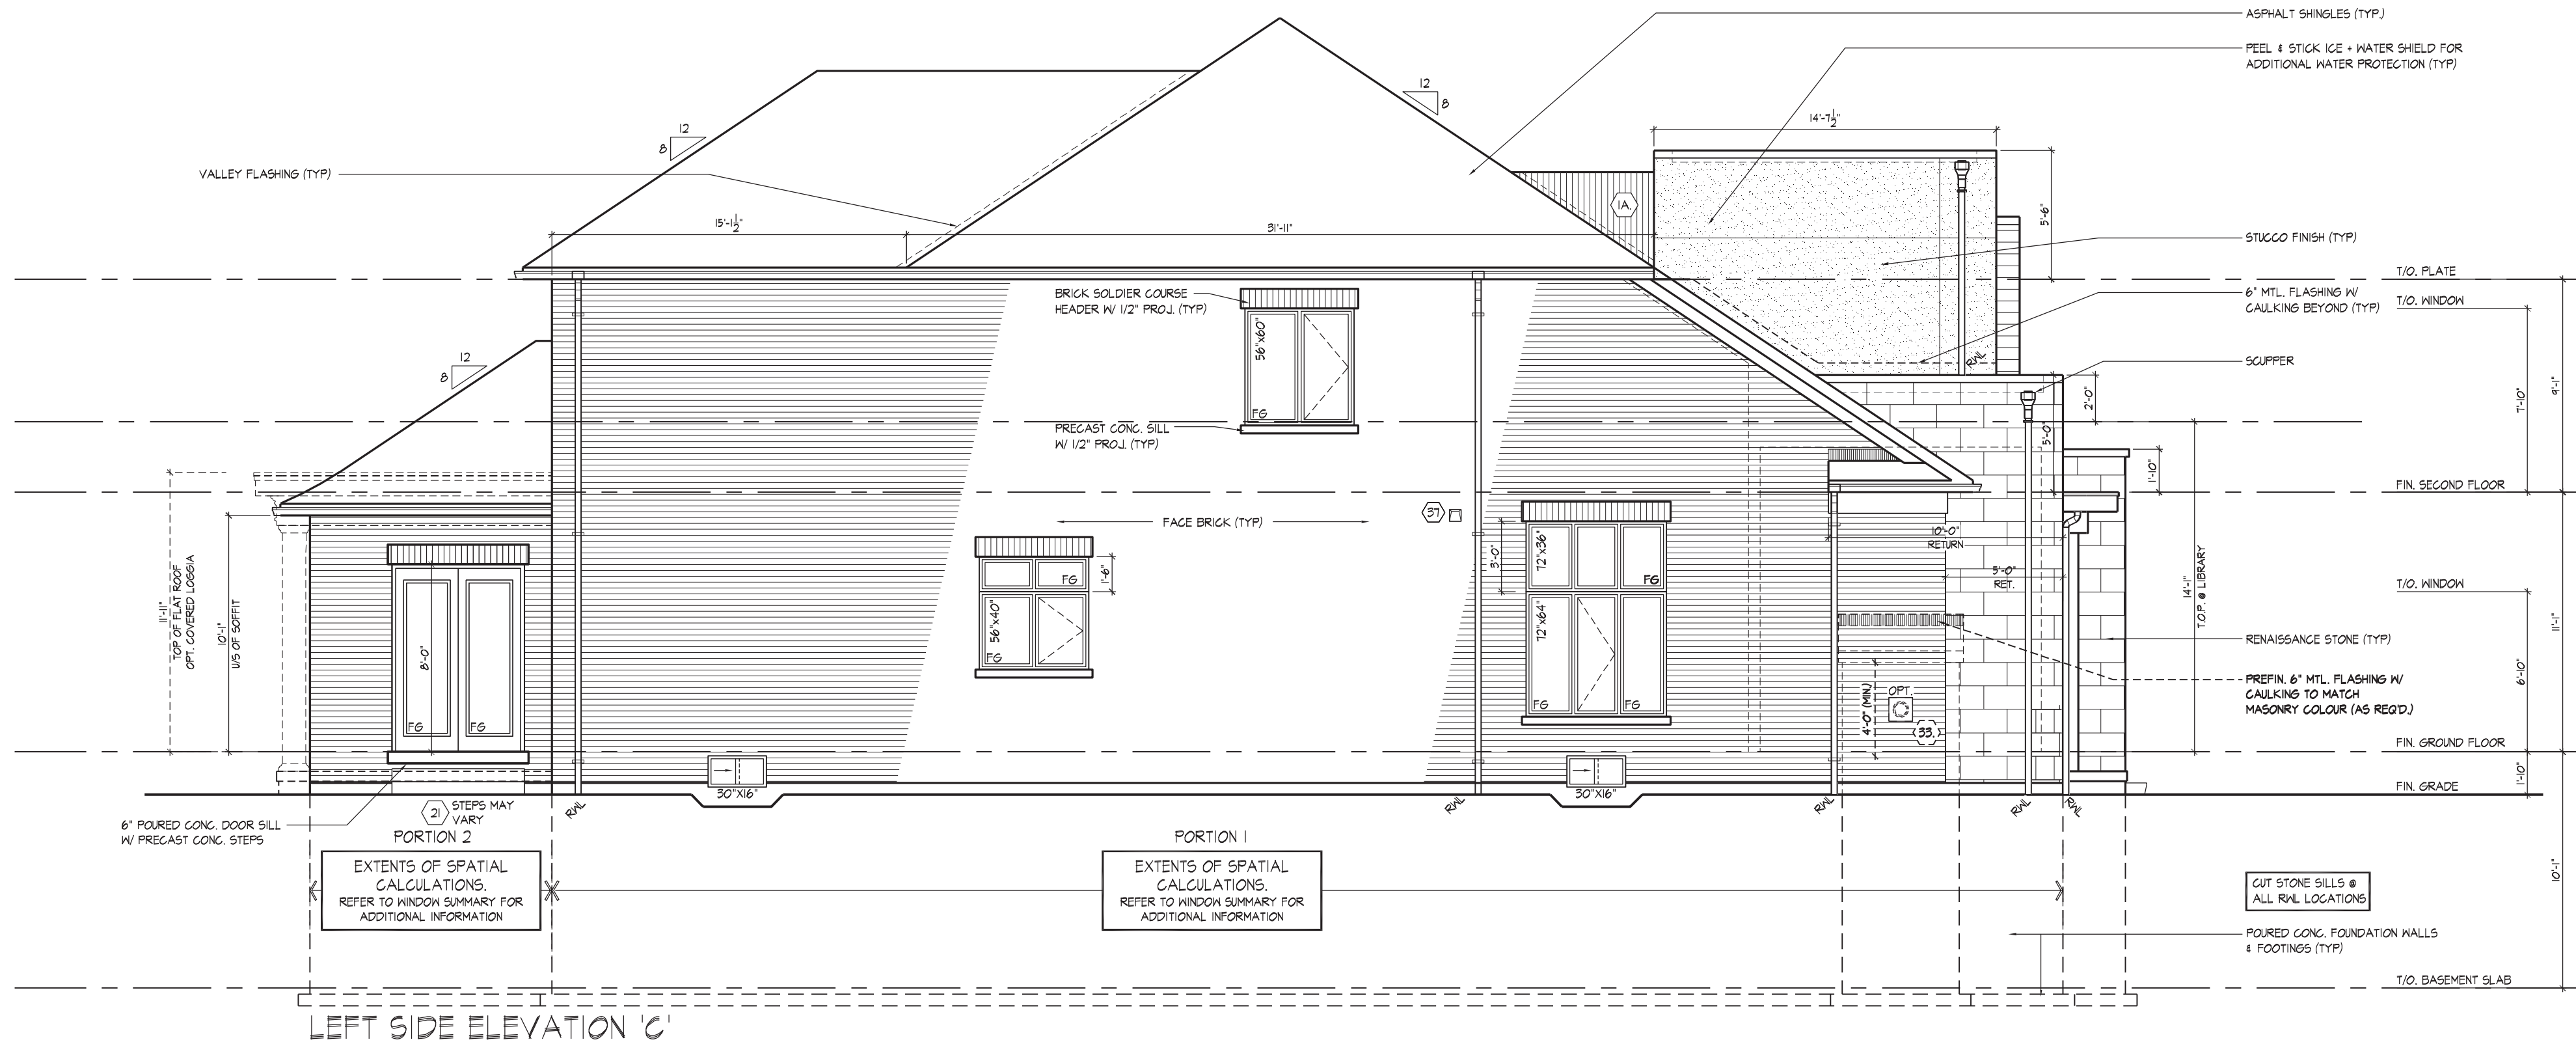 ASPHALT SHINGLES (TYP.)
PEEL & STICK ICE + WATER SHIELD FOR
ADDITIONAL WATER PROTECTION (TYP)
12
8
12
8
14'-7½"
VALLEY FLASHING (TYP)
1A.
5'-6"
15'-1½"
31'-11"
STUCCO FINISH (TYP)
T/O. PLATE
BRICK SOLDIER COURSE
HEADER W/ 1/2" PROJ. (TYP)
6" MTL. FLASHING W/
CAULKING BEYOND (TYP)
T/O. WINDOW
56"x60"
FG
12
8
RWL
SCUPPER
2'-0"
7'-10"
9'-1"
PRECAST CONC. SILL
W/ 1/2" PROJ. (TYP)
5'-0"
1'-10"
FIN. SECOND FLOOR
37
FACE BRICK (TYP)
10'-0"
RETURN
11'-11"
TOP OF FLAT ROOF
OPT. COVERED LOGGIA
10'-1"
U/S OF SOFFIT
8'-0"
FG
FG
FG
1'-6"
56"x40"
FG
3'-0"
72"x36"
FG
72"x64"
FG
FG
5'-0"
RET.
14'-1"
T.O.P. @ LIBRARY
T/O. WINDOW
RENAISSANCE STONE (TYP)
6'-10"
11'-1"
PREFIN. 6" MTL. FLASHING W/
CAULKING TO MATCH
MASONRY COLOUR (AS REQ'D.)
4'-0" (MIN.)
OPT.
33.
FIN. GROUND FLOOR
1'-10"
FIN. GRADE
30"X16"
30"X16"
RWL
RWL
RWL
RWL
RWL
21
STEPS MAY
VARY
6" POURED CONC. DOOR SILL
W/ PRECAST CONC. STEPS
PORTION 2
EXTENTS OF SPATIAL
CALCULATIONS.
REFER TO WINDOW SUMMARY FOR
ADDITIONAL INFORMATION
PORTION 1
EXTENTS OF SPATIAL
CALCULATIONS.
REFER TO WINDOW SUMMARY FOR
ADDITIONAL INFORMATION
10'-1"
CUT STONE SILLS @
ALL RWL LOCATIONS
POURED CONC. FOUNDATION WALLS
& FOOTINGS (TYP)
T/O. BASEMENT SLAB
LEFT SIDE ELEVATION 'C'